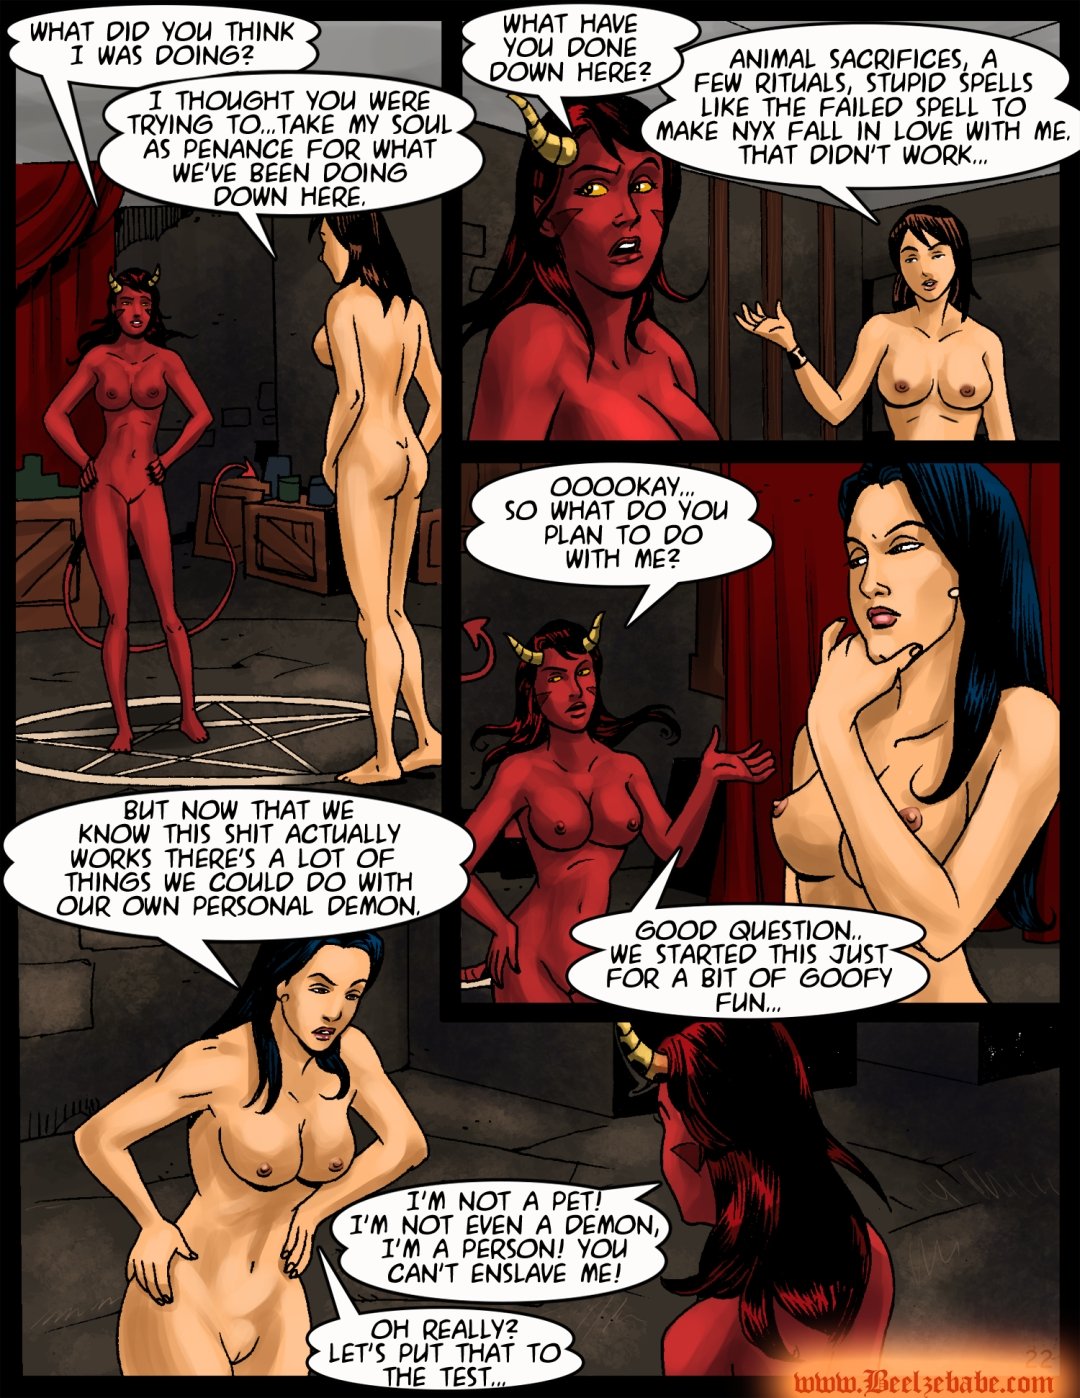 WHAT DID YOU THINK
I WAS DOING?
I THOUGHT YOU WERE
TRYING TO...TAKE MY SOUL
AS PENANCE FOR WHAT
WE'VE BEEN DOING
DOWN HERE.
WHAT HAVE
YOU DONE
DOWN HERE?
ANIMAL SACRIFICES, A
FEW RITUALS, STUPID SPELLS
LIKE THE FAILED SPELL TO
MAKE NYX FALL IN LOVE WITH ME.
THAT DIDN'T WORK...
OOOOKAY...
SO WHAT DO YOU
PLAN TO DO
WITH ME?
GOOD QUESTION..
WE STARTED THIS JUST
FOR A BIT OF GOOFY
FUN...
BUT NOW THAT WE
KNOW THIS SHIT ACTUALLY
WORKS THERE'S A LOT OF
THINGS WE COULD DO WITH
OUR OWN PERSONAL DEMON.
I'M NOT A PET!
I'M NOT EVEN A DEMON,
I'M A PERSON! YOU
CAN'T ENSLAVE ME!
OH REALLY?
LET'S PUT THAT TO
THE TEST...
22
www.Beelzebabe.com